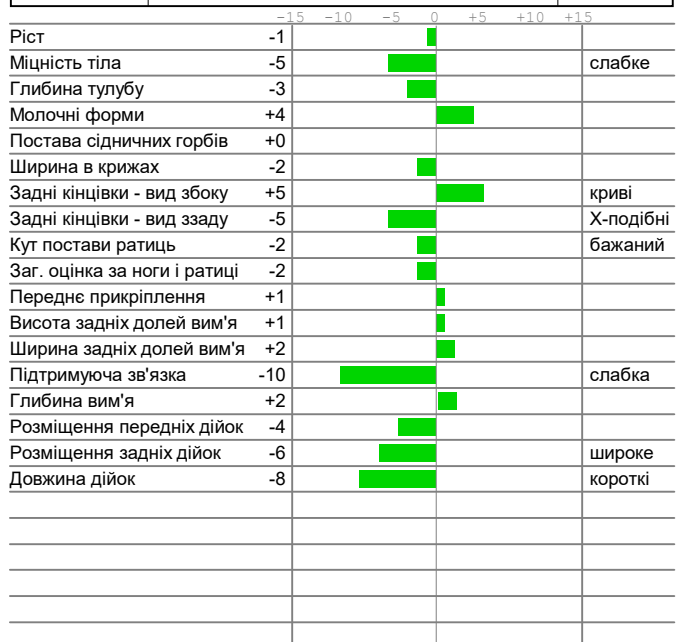 -15 -10 -5 0 +5 +10 +15
Ріст -1
Міцність тіла -5 слабке
Глибина тулубу -3
Молочні форми +4
Постава сідничних горбів +0
Ширина в крижах -2
Задні кінцівки - вид збоку +5 криві
Задні кінцівки - вид ззаду -5 Х-подібні
Кут постави ратиць -2 бажаний
Заг. оцінка за ноги і ратиці -2
Переднє прикріплення +1
Висота задніх долей вим'я +1
Ширина задніх долей вим'я +2
Підтримуюча зв'язка -10 слабка
Глибина вим'я +2
Розміщення передніх дійок -4
Розміщення задніх дійок -6 широке
Довжина дійок -8 короткі